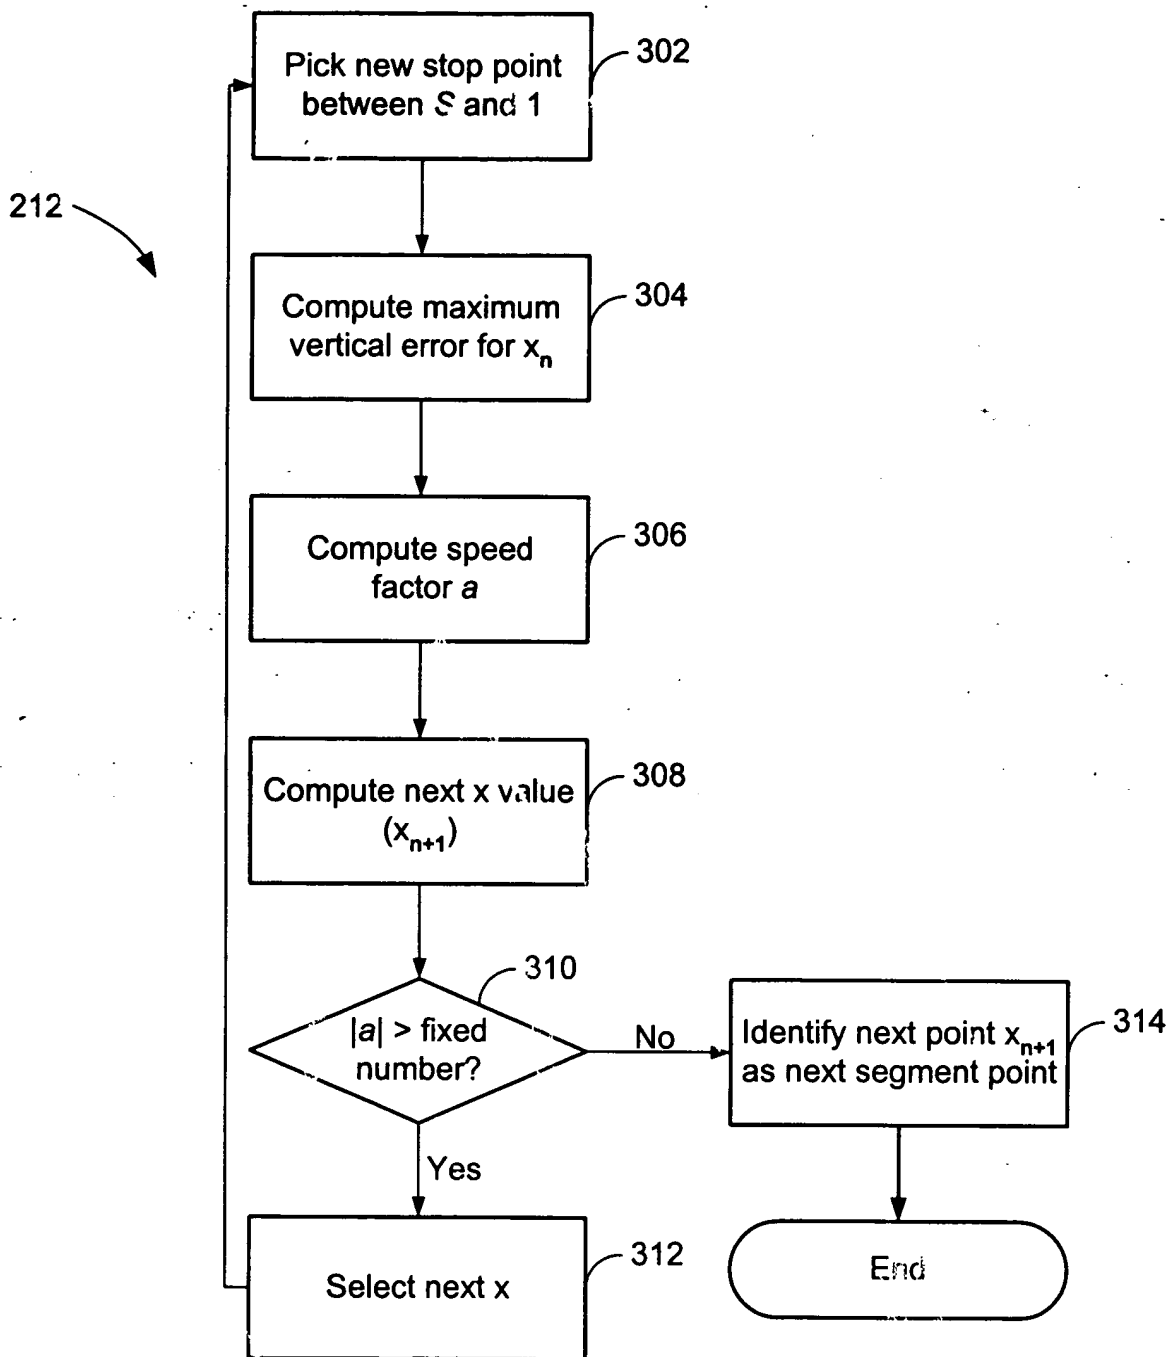 Pick new stop point
between S and 1
302
212
Compute maximum
vertical error for xₙ
304
Compute speed
factor a
306
Compute next x value
(xₙ₊₁)
308
310
|a| > fixed
number?
No
Identify next point xₙ₊₁
as next segment point
314
Yes
Select next x
312
End